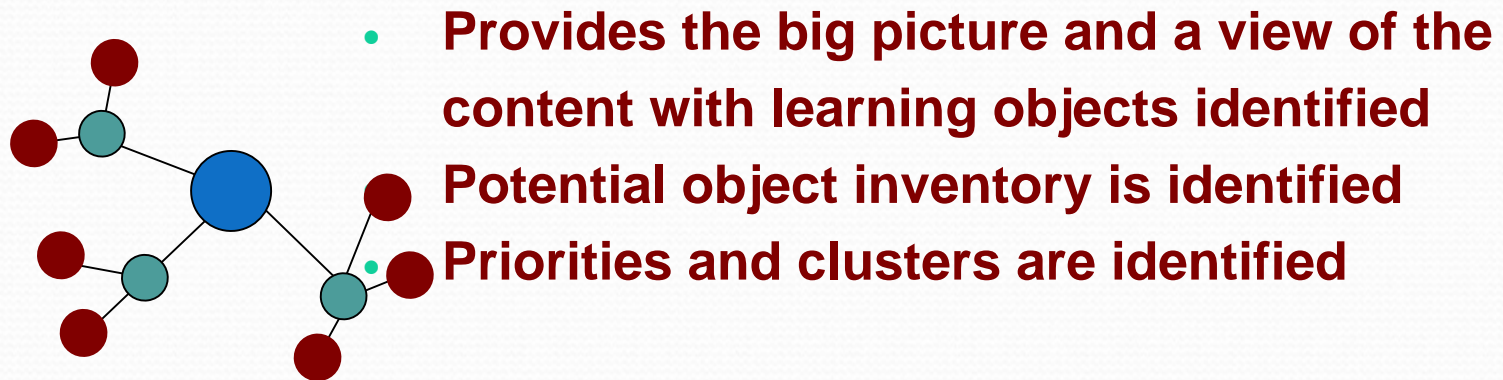 • Provides the big picture and a view of the
content with learning objects identified
Potential object inventory is identified
• Priorities and clusters are identified